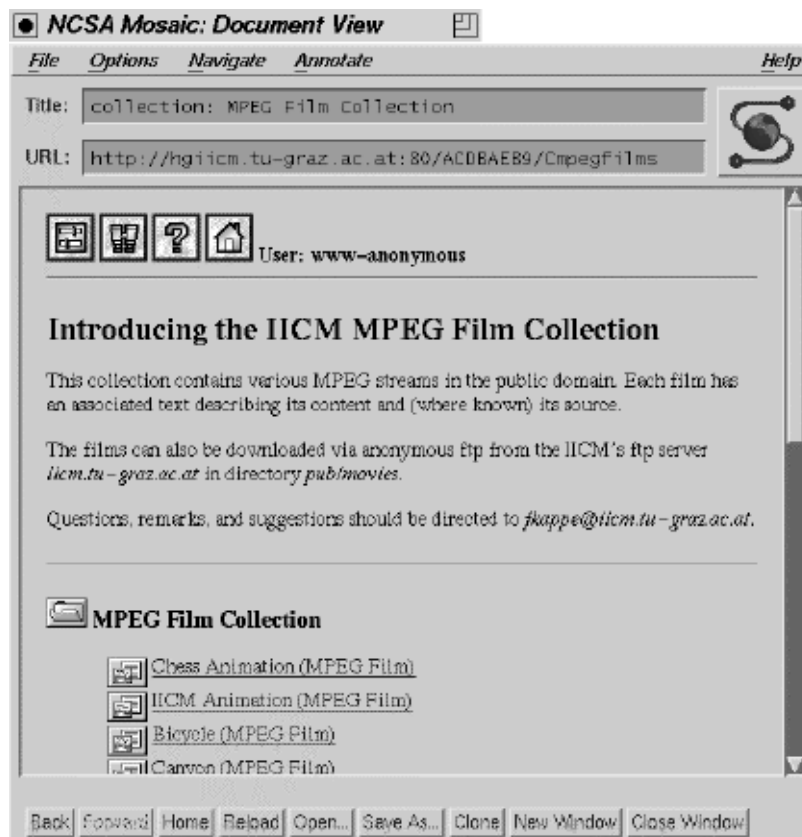 NCSA Mosaic: Document View
File Options Navigate Annotate Help
Title: collection: MPEG Film Collection
URL: http://hgiicm.tu-graz.ac.at:80/ACDBAEB9/Cmpegfilms
User: www-anonymous
Introducing the IICM MPEG Film Collection
This collection contains various MPEG streams in the public domain. Each film has
an associated text describing its content and (where known) its source.
The films can also be downloaded via anonymous ftp from the IICM's ftp server
iicm.tu-graz.ac.at in directory pub/movies.
Questions, remarks, and suggestions should be directed to fkappe@iicm.tu-graz.ac.at.
MPEG Film Collection
Chess Animation (MPEG Film)
IICM Animation (MPEG Film)
Bicycle (MPEG Film)
Canyon (MPEG Film)
Back Forward Home Reload Open... Save As... Clone New Window Close Window